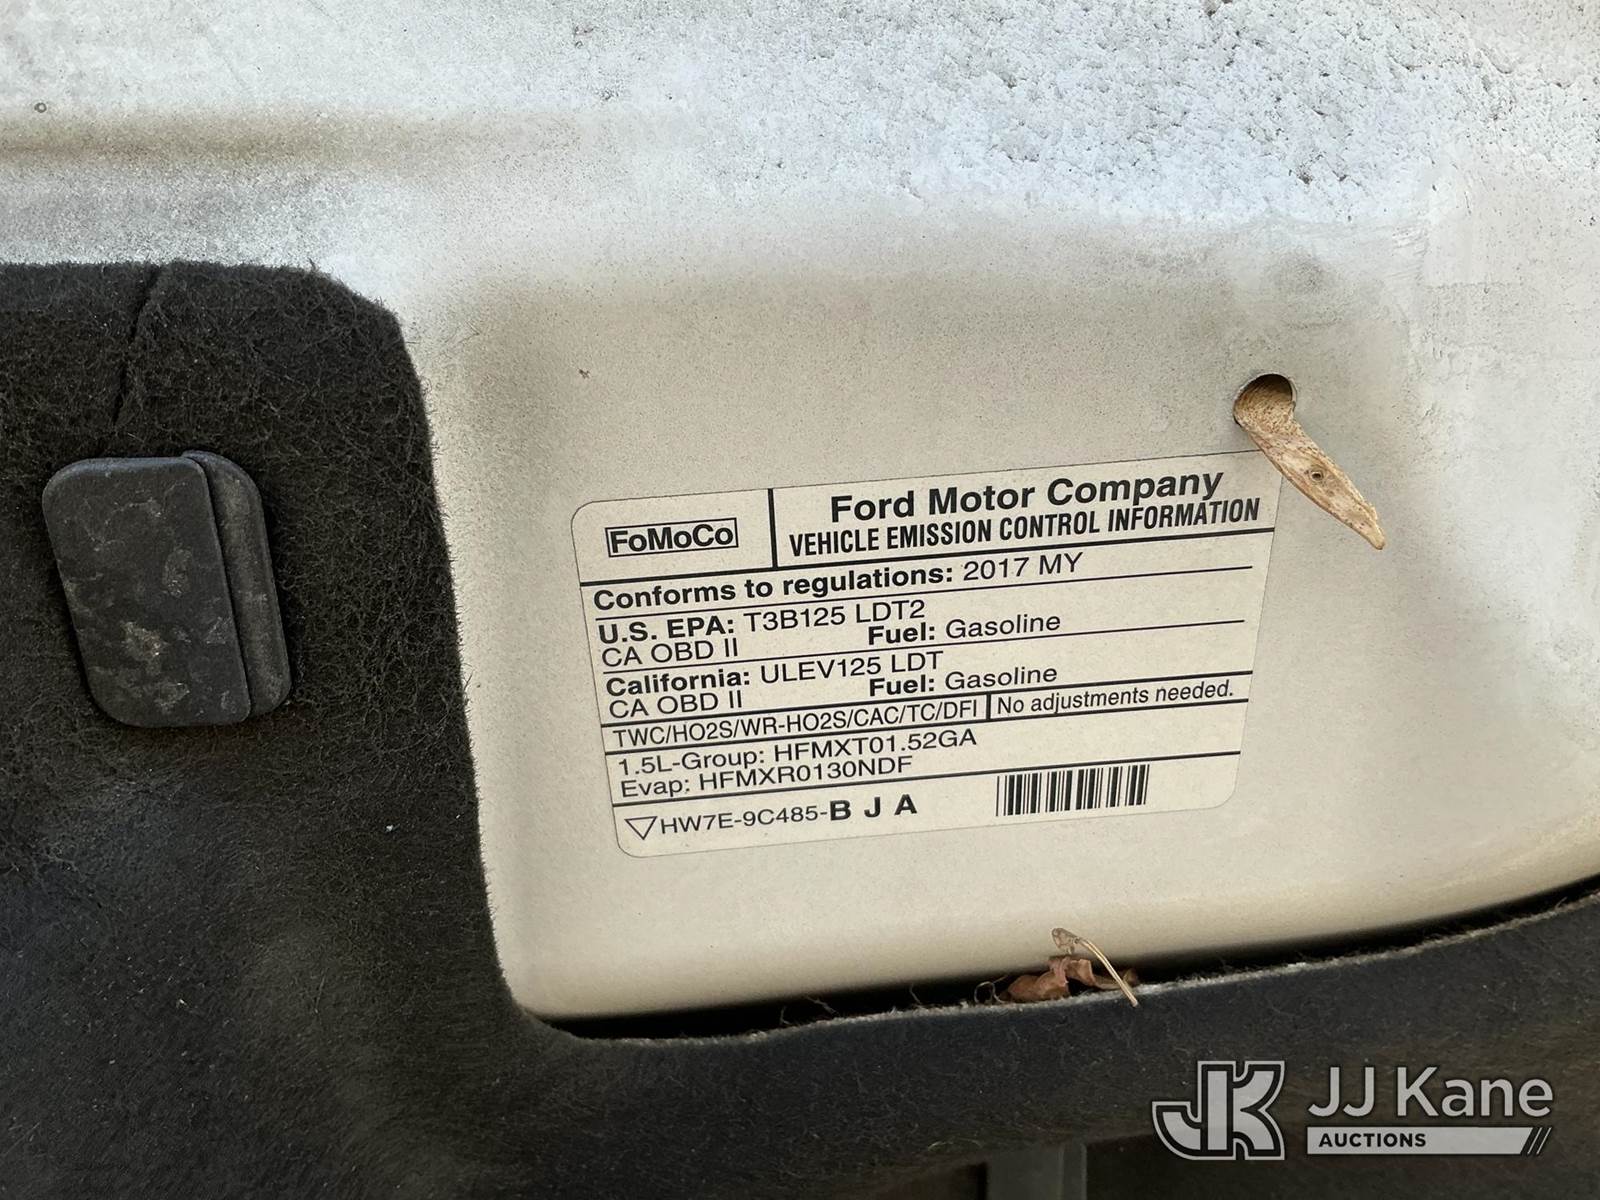 FoMoCo
Ford Motor Company
VEHICLE EMISSION CONTROL INFORMATION
Conforms to regulations: 2017 MY
U.S. EPA: T3B125 LDT2
CA OBD II Fuel: Gasoline
California: ULEV125 LDT
CA OBD II Fuel: Gasoline
TWC/HO2S/WR-HO2S/CAC/TC/DFI No adjustments needed.
1.5L-Group: HFMXT01.52GA
Evap: HFMXR0130NDF
HW7E-9C485-B J A
JK JJ Kane
AUCTIONS